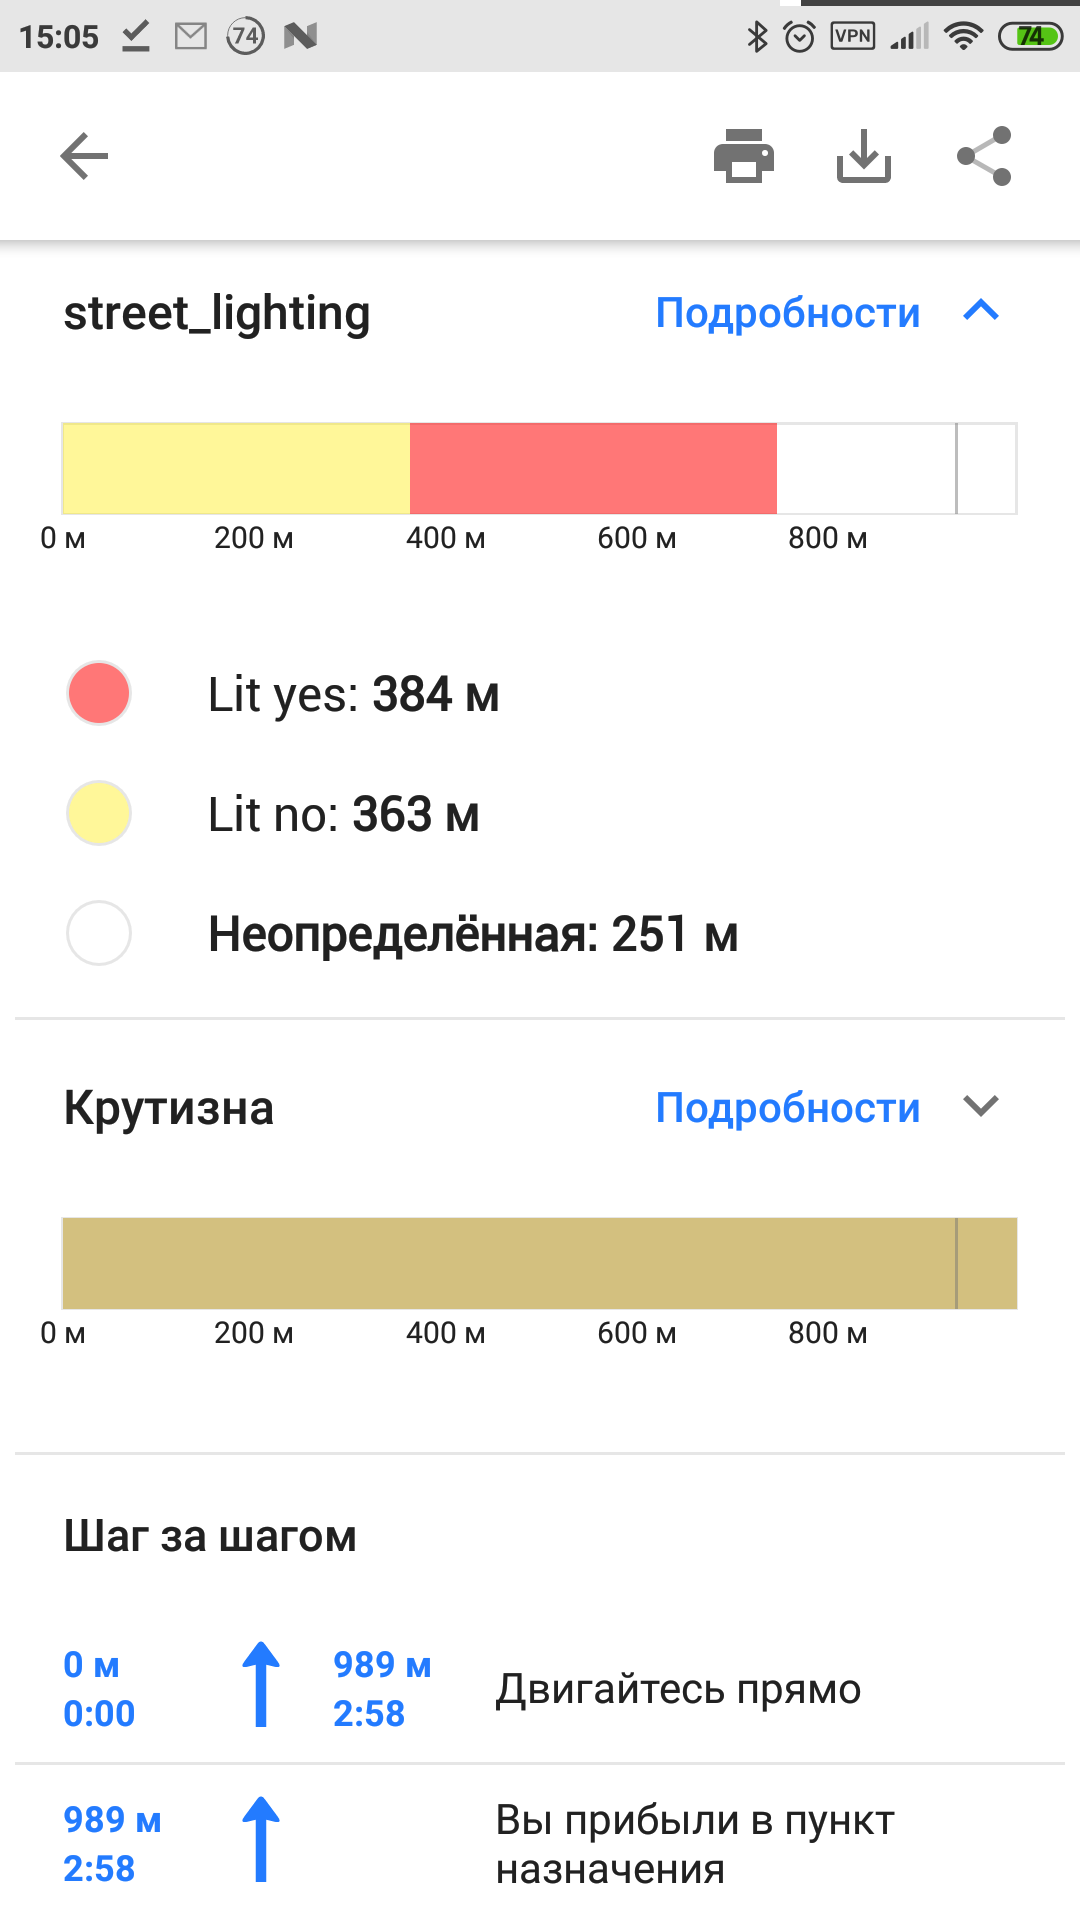 15:05 74 VPN 74
street_lighting Подробности
0 м 200 м 400 м 600 м 800 м
Lit yes: 384 м
Lit no: 363 м
Неопределённая: 251 м
Крутизна Подробности
0 м 200 м 400 м 600 м 800 м
Шаг за шагом
0 м 989 м
0:00 2:58
Двигайтесь прямо
989 м
2:58
Вы прибыли в пункт
назначения